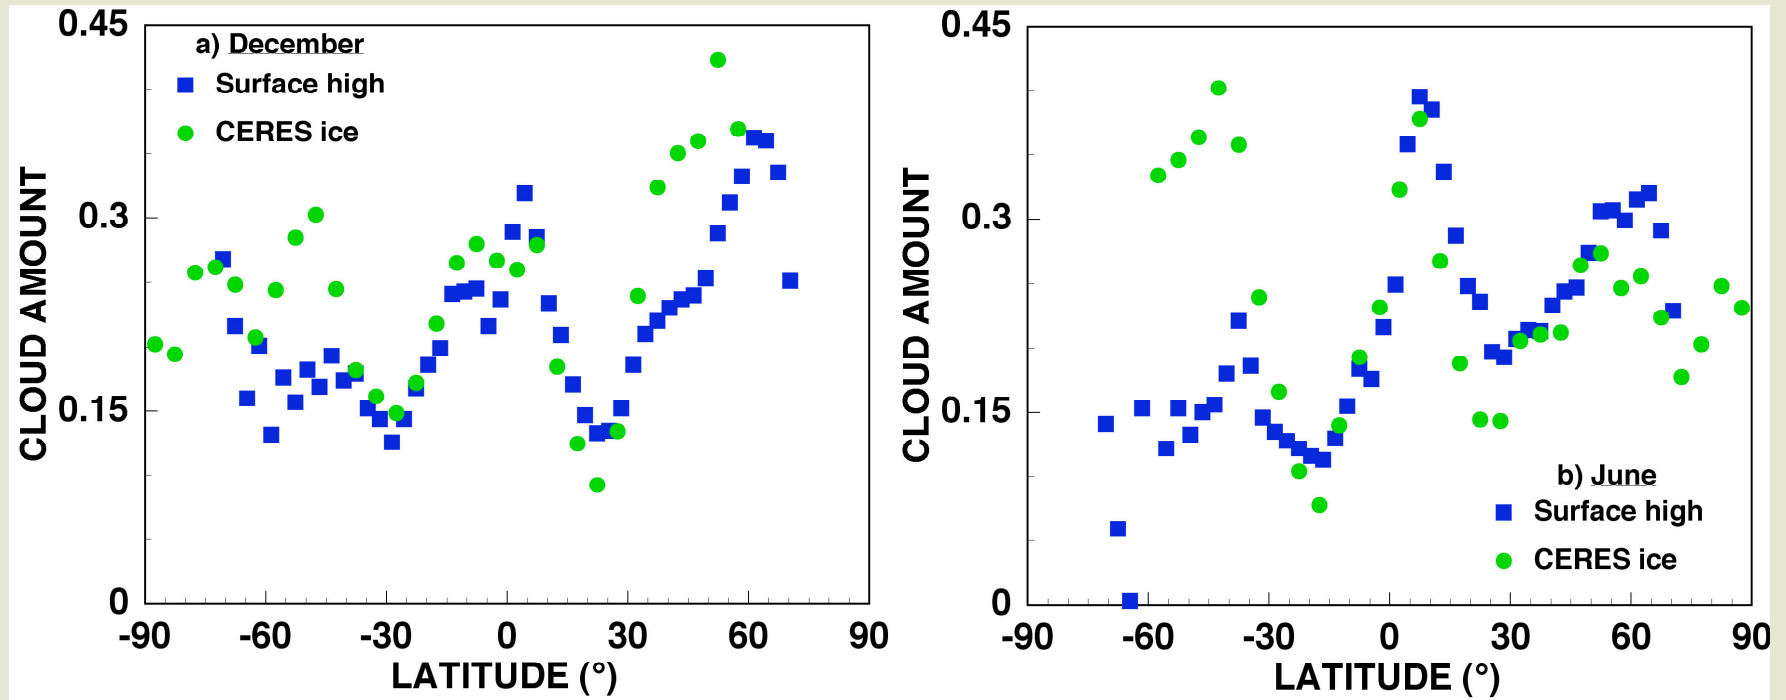 0.45
a) December
Surface high
CERES ice
0.3
0.15
0
CLOUD AMOUNT
-90 -60 -30 0 30 60 90
LATITUDE (°)
0.45
0.3
0.15
0
CLOUD AMOUNT
b) June
Surface high
CERES ice
-90 -60 -30 0 30 60 90
LATITUDE (°)